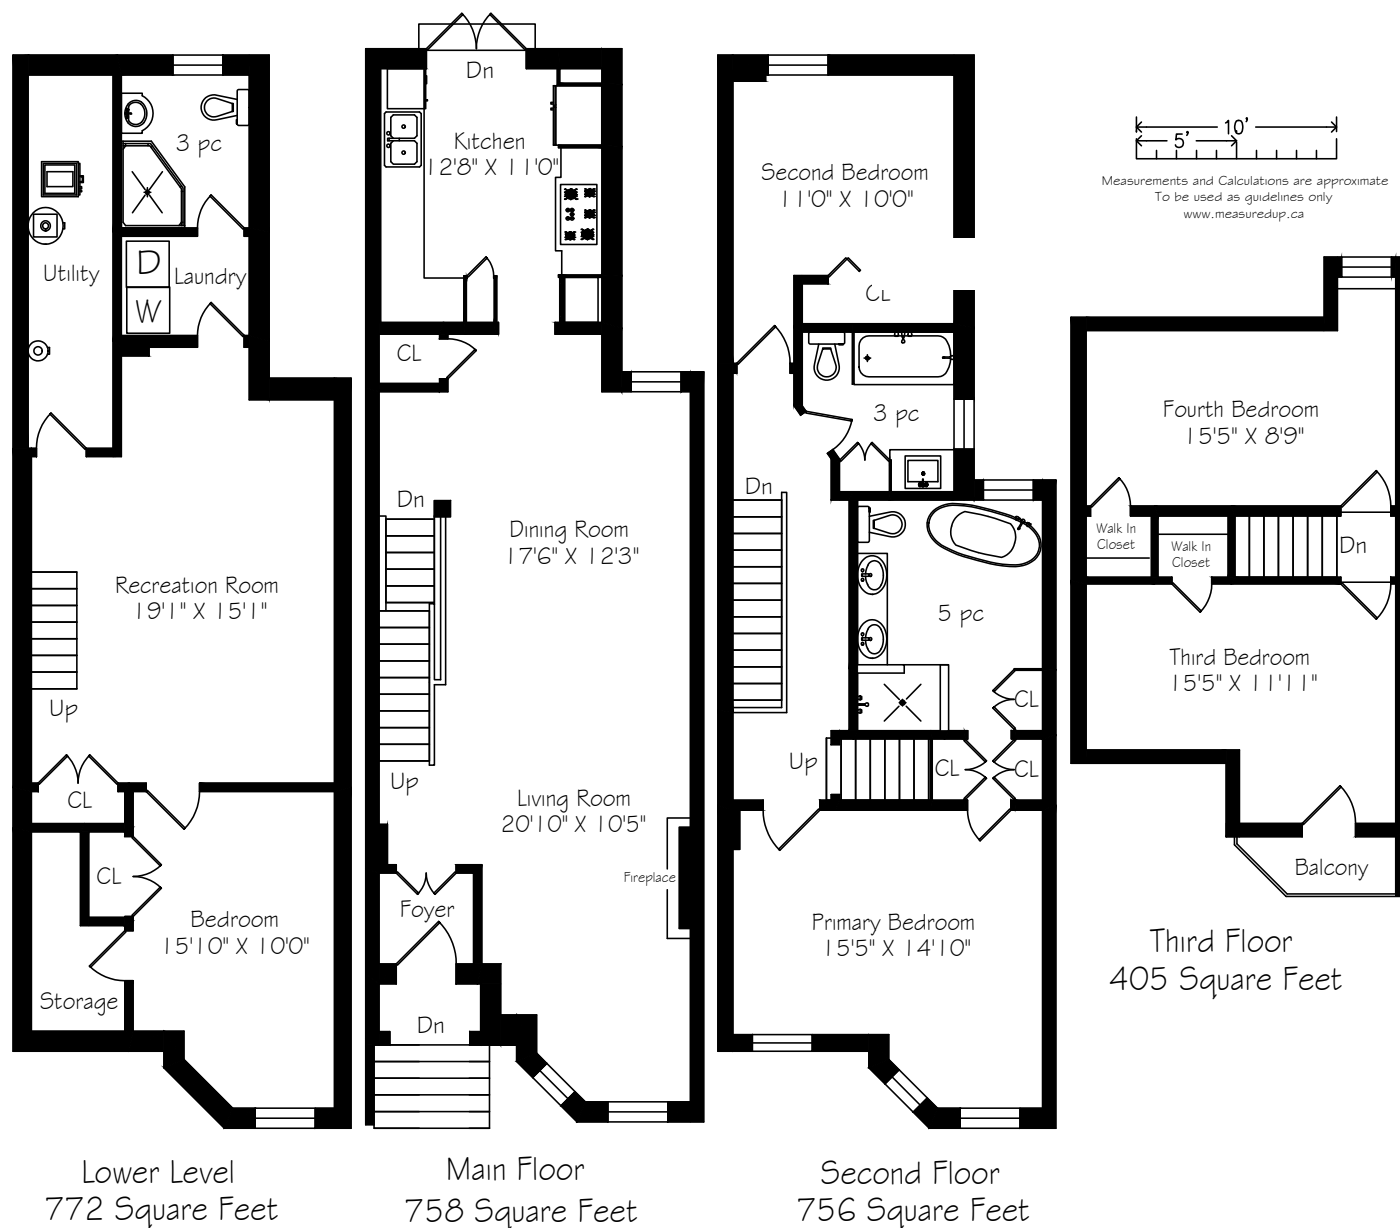 3 pc
Utility
D
W
Laundry
Recreation Room
19'1" X 15'1"
Up
CL
CL
Bedroom
15'10" X 10'0"
Storage
Lower Level
772 Square Feet
Dn
Kitchen
12'8" X 11'0"
CL
Dn
Dining Room
17'6" X 12'3"
Up
Living Room
20'10" X 10'5"
Fireplace
Foyer
Dn
Main Floor
758 Square Feet
Second Bedroom
11'0" X 10'0"
CL
3 pc
Dn
5 pc
CL
Up
CL
CL
Primary Bedroom
15'5" X 14'10"
Second Floor
756 Square Feet
10'
5'
Measurements and Calculations are approximate
To be used as guidelines only
www.measuredup.ca
Fourth Bedroom
15'5" X 8'9"
Walk In
Closet
Walk In
Closet
Dn
Third Bedroom
15'5" X 11'11"
Balcony
Third Floor
405 Square Feet